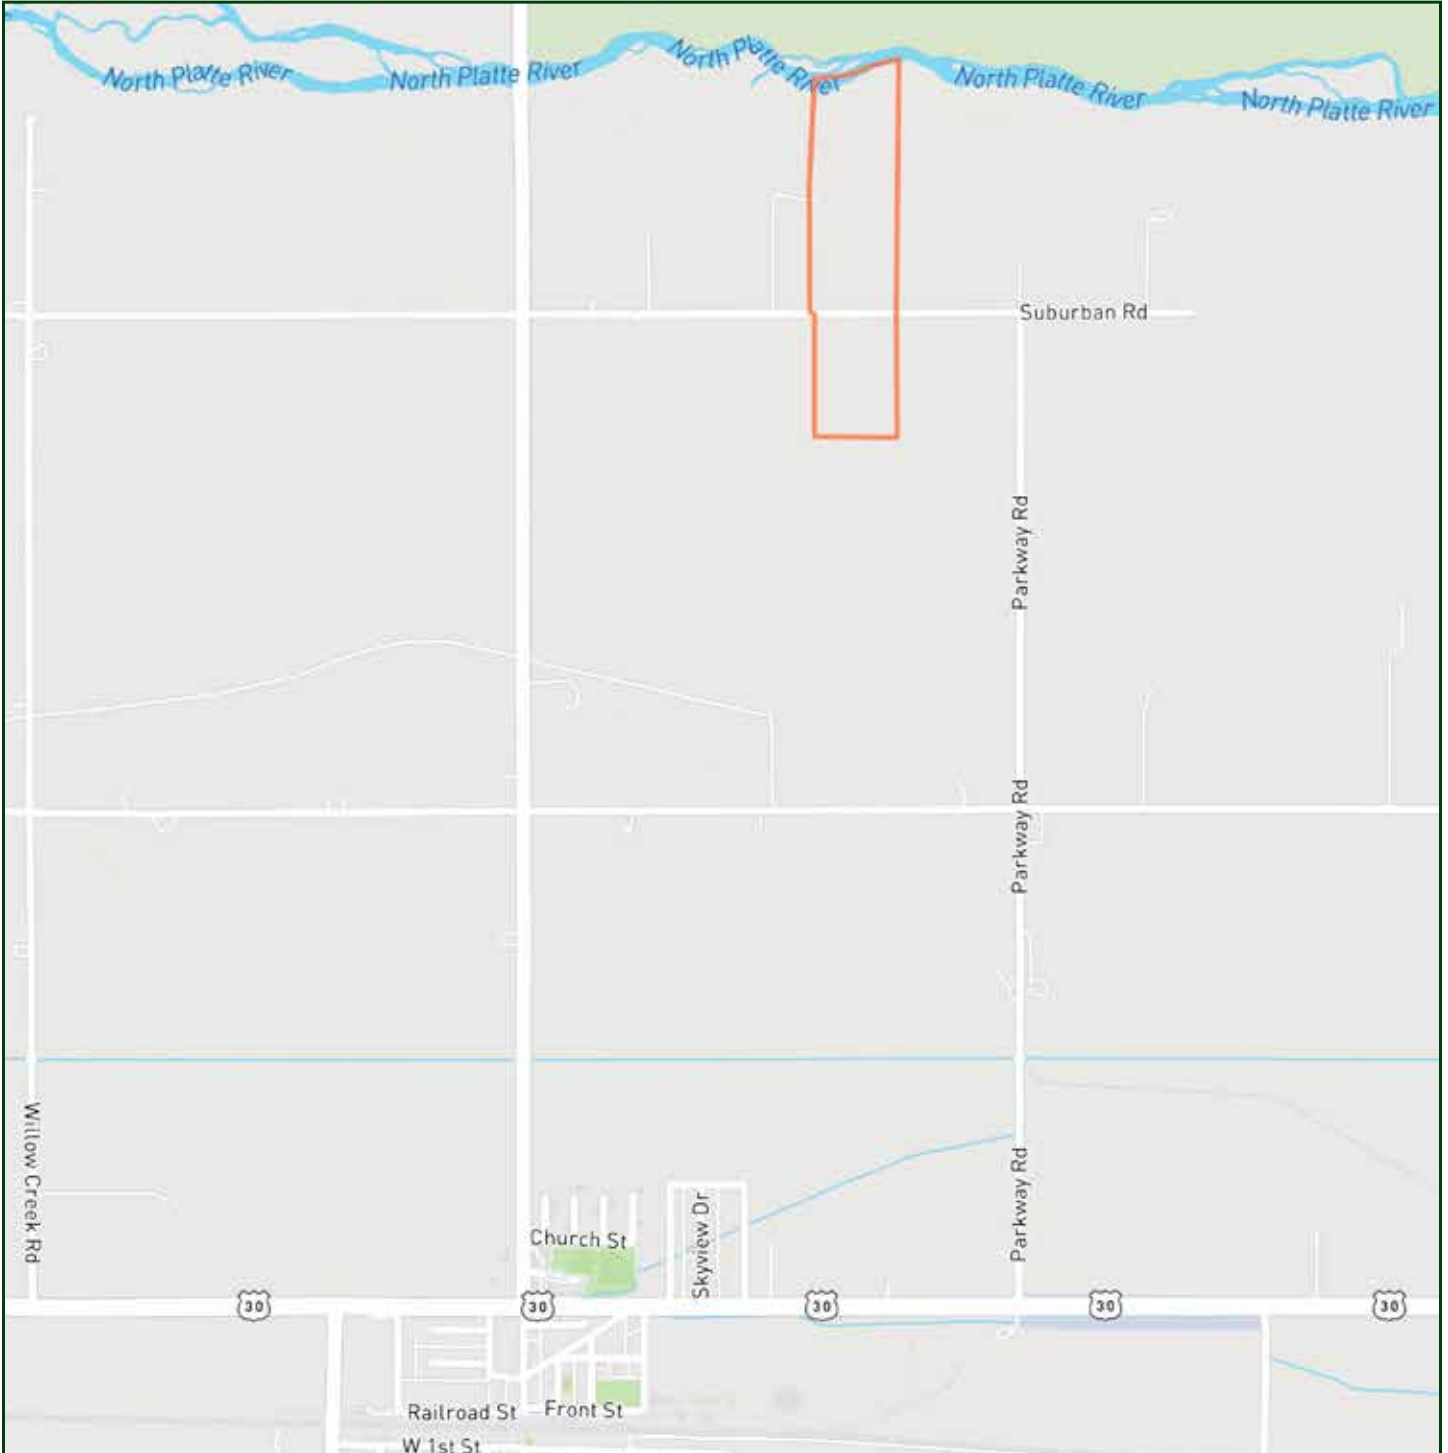 North Platte River
North Platte River
North Platte River
North Platte River
North Platte River
Suburban Rd
Parkway Rd
Parkway Rd
Willow Creek Rd
Parkway Rd
Skyview Dr
Church St
30
30
30
30
30
Railroad St
Front St
W 1st St